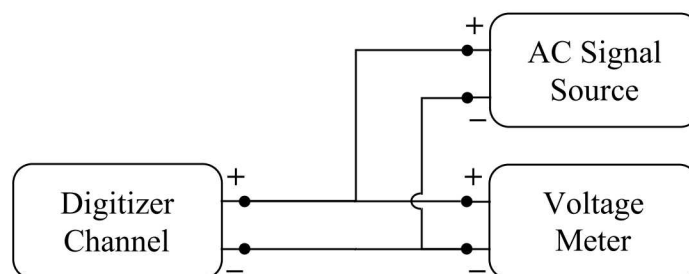 +
AC Signal
Source
−
+
Digitizer
Channel
−
+
Voltage
Meter
−